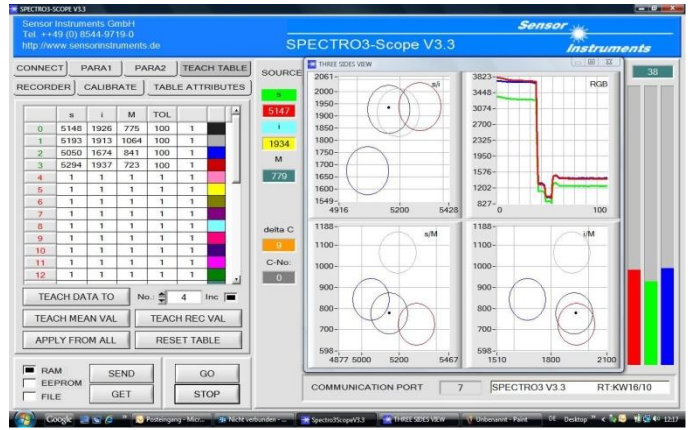 SPECTRO3-SCOPE V3.3
Sensor Instruments GmbH
Tel. ++49 (0) 8544-9719-0
http://www.sensorinstruments.de
SPECTRO3-Scope V3.3
Sensor
Instruments
CONNECT PARA1 PARA2 TEACH TABLE
RECORDER CALIBRATE TABLE ATTRIBUTES
s i M TOL
0 5148 1926 775 100 1
1 5193 1913 1064 100 1
2 5050 1674 841 100 1
3 5294 1937 723 100 1
4 1 1 1 1 1
5 1 1 1 1 1
6 1 1 1 1 1
7 1 1 1 1 1
8 1 1 1 1 1
9 1 1 1 1 1
10 1 1 1 1 1
11 1 1 1 1 1
12 1 1 1 1 1
TEACH DATA TO No.: 4 Inc
TEACH MEAN VAL TEACH REC VAL
APPLY FROM ALL RESET TABLE
RAM
EEPROM
FILE
SEND GO
GET STOP
SOURCE
s
5147
i
1934
M
779
delta C
9
C-No:
0
THREE SIDES VIEW
s/i
2061-
2000-
1950-
1900-
1850-
1800-
1750-
1700-
1650-
1600-
1549-
4916 5200 5428
RGB
3823-
3448-
3074-
2700-
2325-
1950-
1576-
1202-
827-
0 100
s/M
1188-
1100-
1000-
900-
800-
700-
598-
4877 5000 5200 5467
i/M
1188-
1100-
1000-
900-
800-
700-
598-
1510 1800 2100
38
COMMUNICATION PORT 7 SPECTRO3 V3.3 RT:KW16/10
Google
Posteingang - Micr...
Nicht verbunden - ...
Spectro3ScopeV3.3
THREE SIDES VIEW
Unbenannt - Paint
DE Desktop
12:17